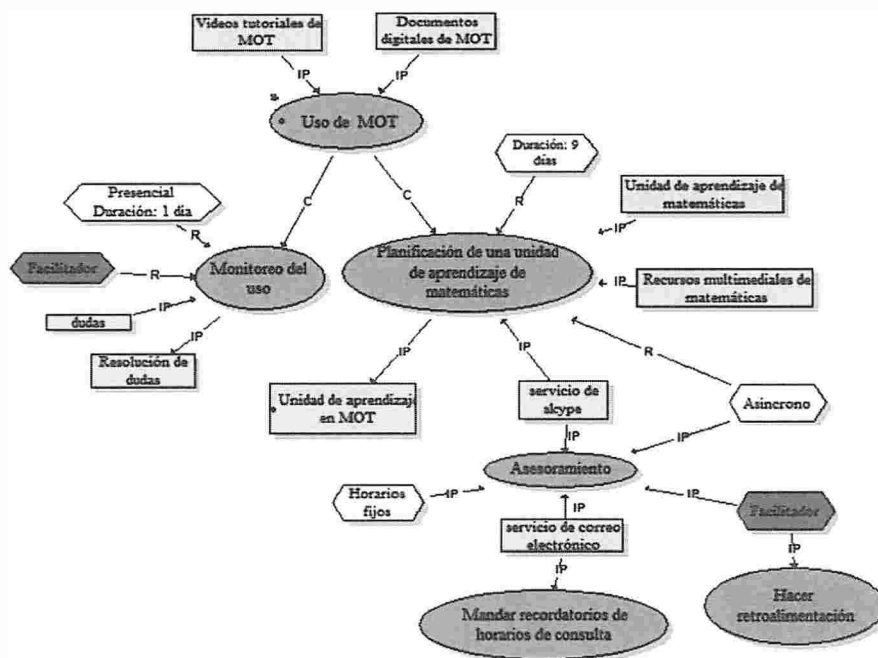 Videos tutoriales de
MOT
Documentos
digitales de MOT
IP
IP
Uso de MOT
Duración: 9
días
C
C
R
Unidad de aprendizaje de
matemáticas
IP
Presencial
Duración: 1 día
R
Facilitador
R
Monitoreo del
uso
Planificación de una unidad
de aprendizaje de
matemáticas
IP
Recursos multimediales de
matemáticas
dudas
IP
IP
Resolución de
dudas
IP
IP
R
Unidad de aprendizaje
en MOT
servicio de
skype
Asincrono
IP
IP
Asesoramiento
Horarios
fijos
IP
IP
Facilitador
IP
servicio de correo
electrónico
IP
IP
Mandar recordatorios de
horarios de consulta
Hacer
retroalimentación